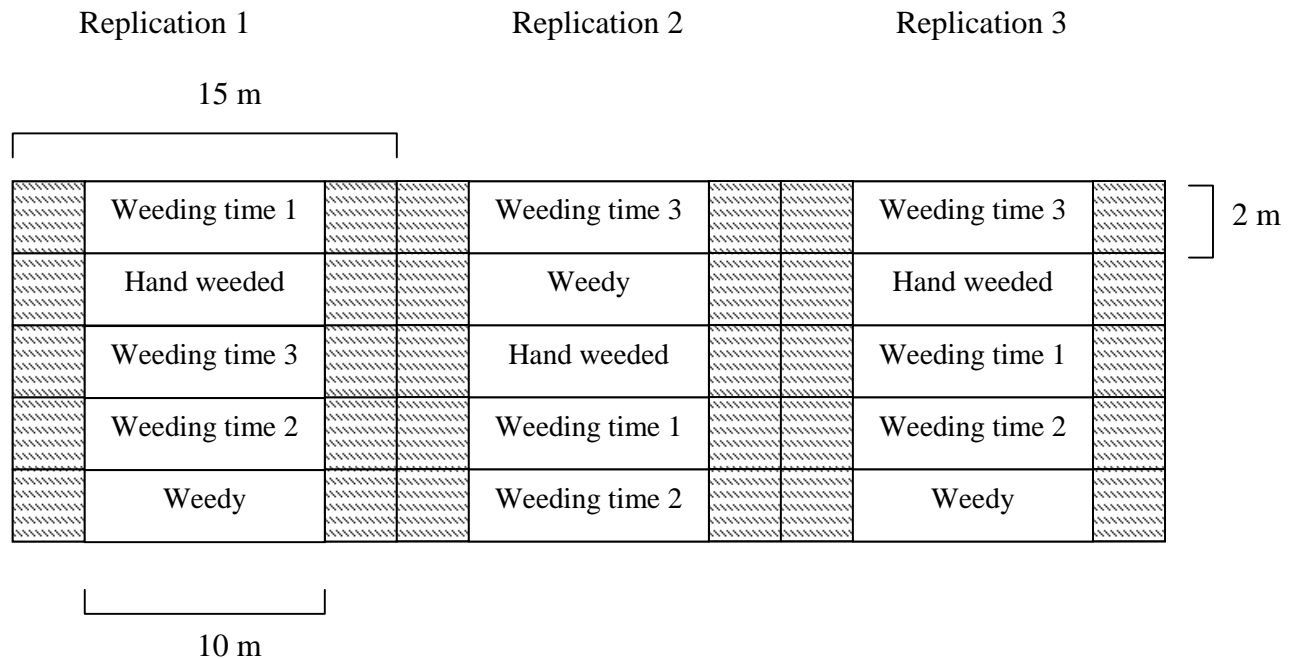 Replication 1 Replication 2 Replication 3
15 m
Weeding time 1 Weeding time 3 Weeding time 3 2 m
Hand weeded Weedy Hand weeded
Weeding time 3 Hand weeded Weeding time 1
Weeding time 2 Weeding time 1 Weeding time 2
Weedy Weeding time 2 Weedy
10 m